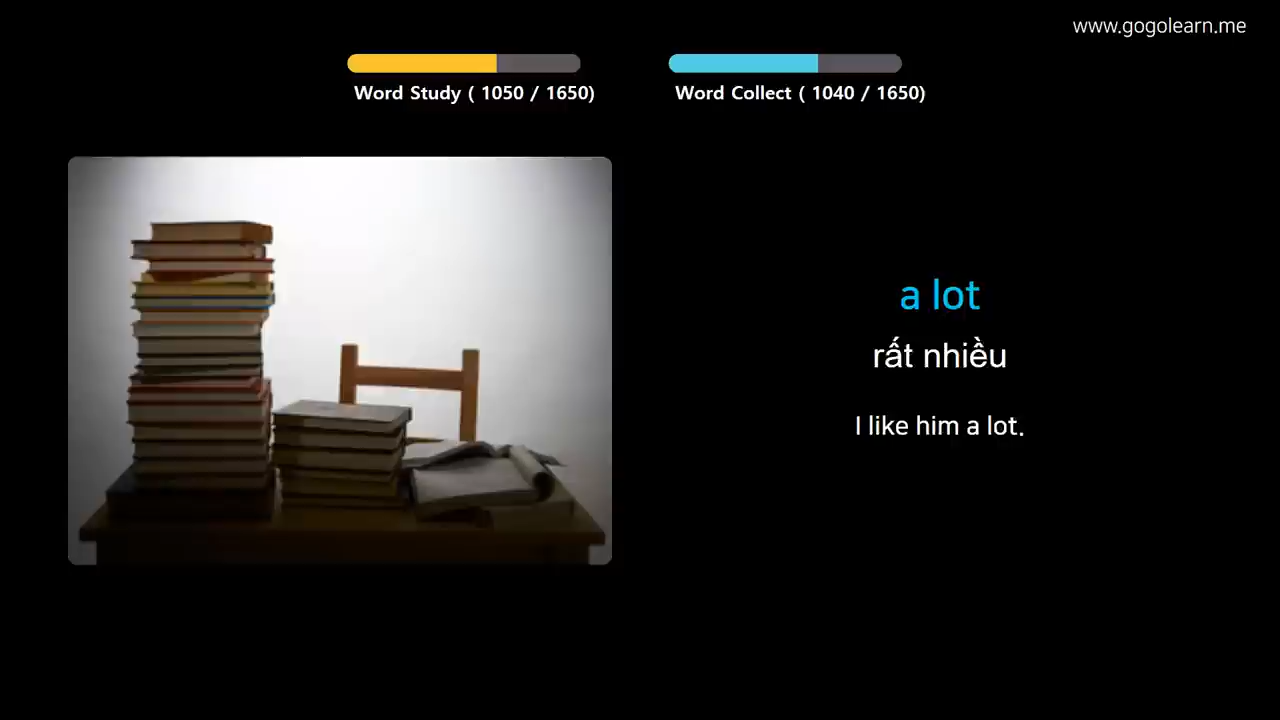 www.gogolearn.me
Word Study ( 1050 / 1650)
Word Collect ( 1040 / 1650)
a lot
rất nhiều
I like him a lot.